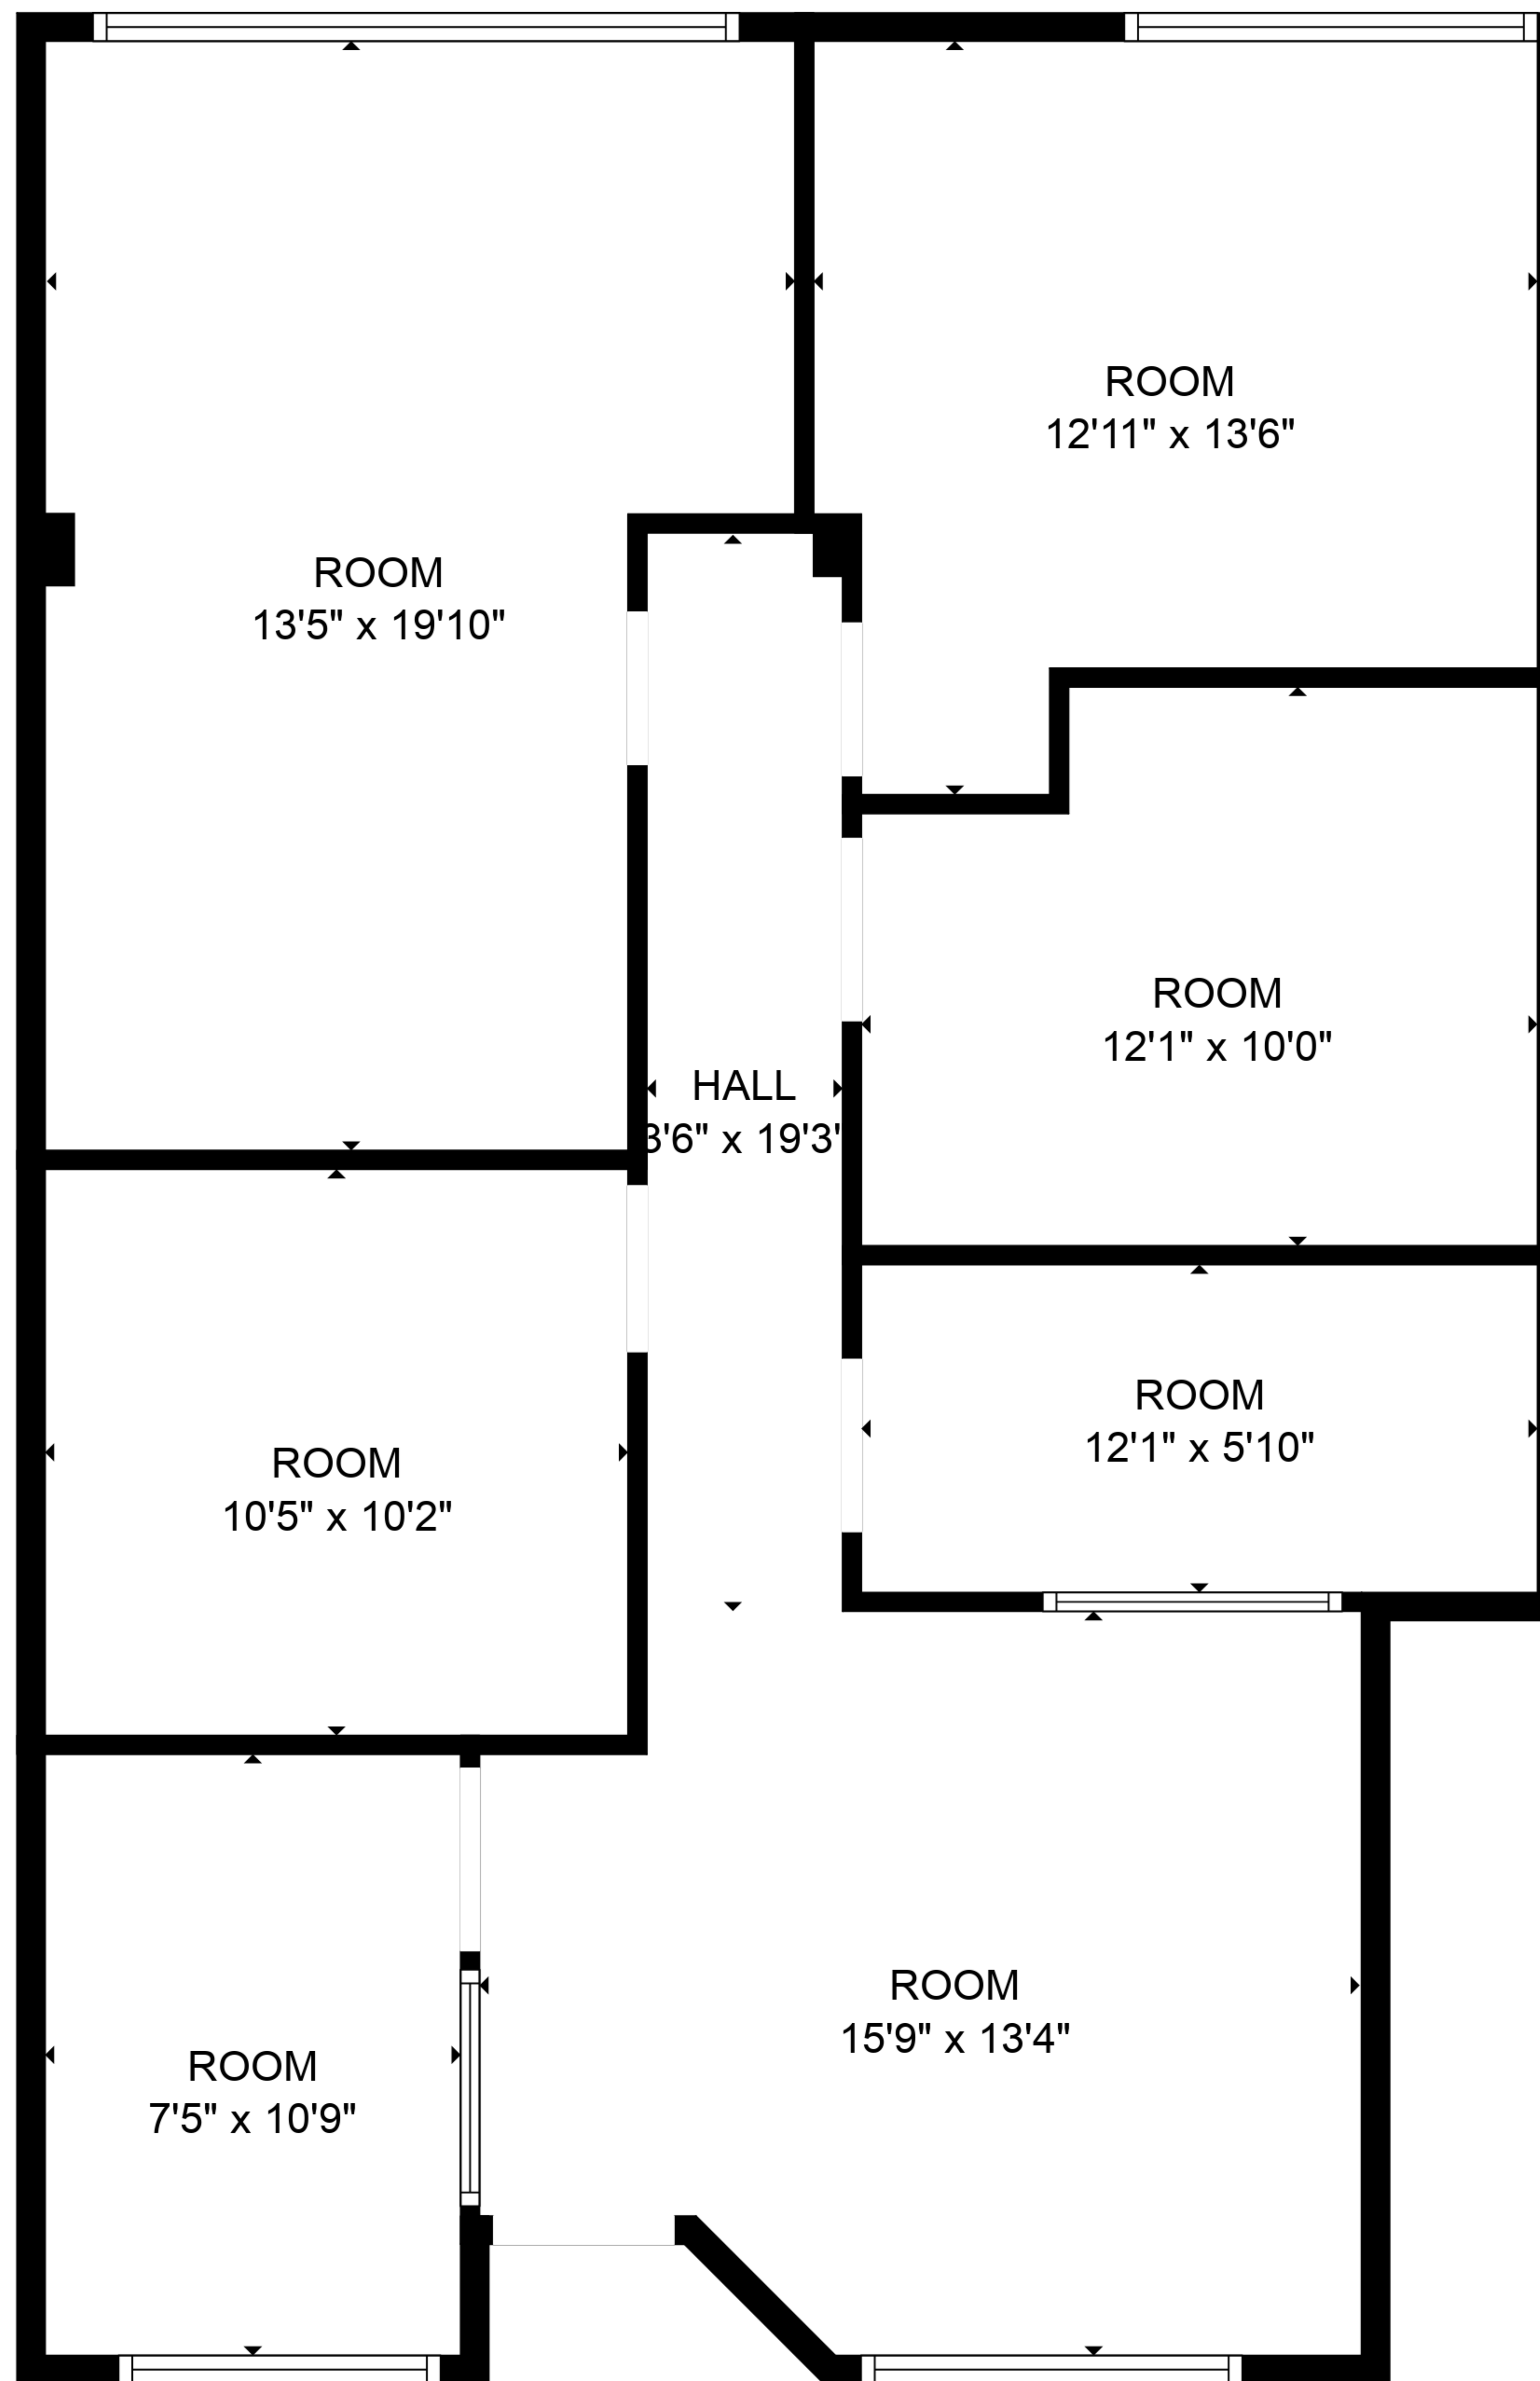 ROOM
12'11" x 13'6"
ROOM
13'5" x 19'10"
ROOM
12'1" x 10'0"
HALL
3'6" x 19'3'
ROOM
12'1" x 5'10"
ROOM
10'5" x 10'2"
ROOM
15'9" x 13'4"
ROOM
7'5" x 10'9"